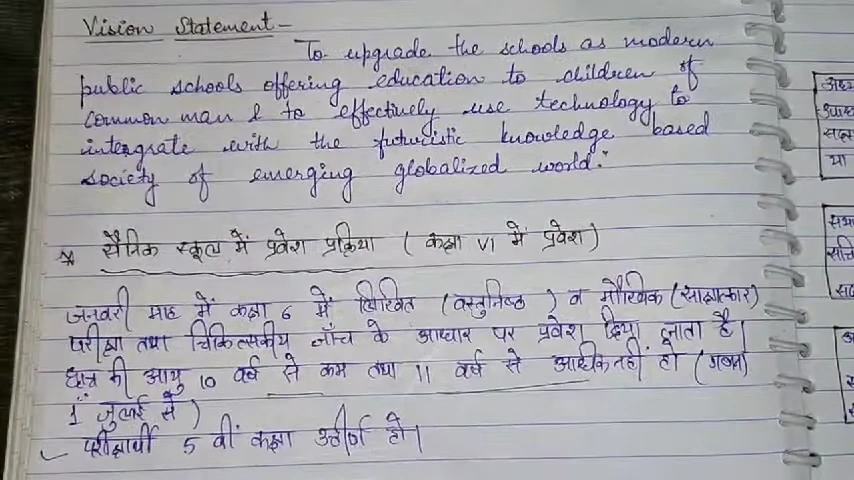 Vision Statement –
To upgrade the schools as modern
public schools offering education to children of
common man & to effectively use technology to
intergrate with the futuristic knowledge based
society of emerging globalized world."
* सैनिक स्कूल में प्रवेश प्रक्रिया ( कक्षा VI में प्रवेश )
जनवरी माह में कक्षा 6 में लिखित (वस्तुनिष्ठ ) व मौखिक (साक्षात्कार)
परीक्षा तथा चिकित्सकीय जाँच के आधार पर प्रवेश दिया जाता है।
छात्र की आयु 10 वर्ष से कम तथा 11 वर्ष से अधिक नहीं हो (गणना
1 जुलाई से )
परीक्षार्थी 5 वीं कक्षा उत्तीर्ण हो।
या